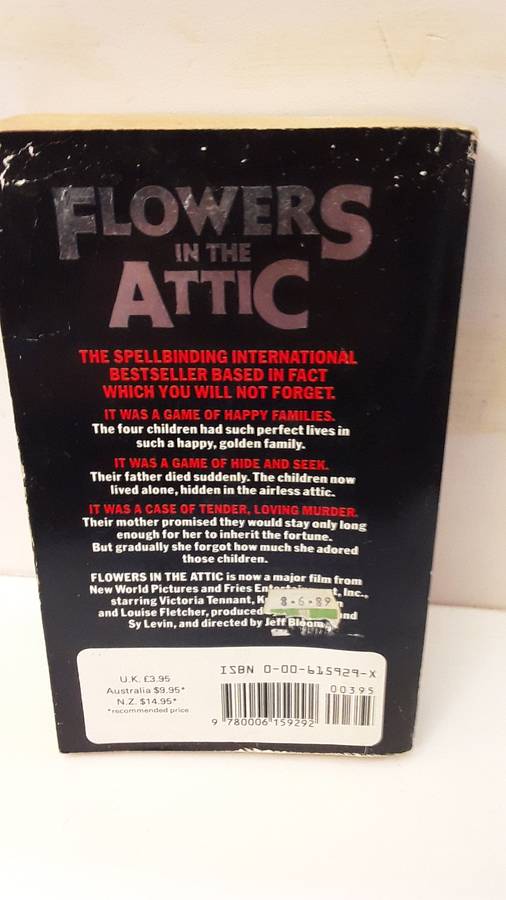 FLOWERS
IN THE
ATTIC
THE SPELLBINDING INTERNATIONAL
BESTSELLER BASED IN FACT
WHICH YOU WILL NOT FORGET.
IT WAS A GAME OF HAPPY FAMILIES.
The four children had such perfect lives in
such a happy, golden family.
IT WAS A GAME OF HIDE AND SEEK.
Their father died suddenly. The children now
lived alone, hidden in the airless attic.
IT WAS A CASE OF TENDER, LOVING MURDER.
Their mother promised they would stay only long
enough for her to inherit the fortune.
But gradually she forgot how much she adored
those children.
FLOWERS IN THE ATTIC is now a major film from
New World Pictures and Fries Inc.,
starring Victoria Tennant,
and Louise Fletcher, produced and
Sy Levin, and directed by Jeff Bloom
8-6-89
U.K. £3.95
Australia $9.95*
N.Z. $14.95*
*recommended price
ISBN 0-00-615929-X
00395
9 780006 159292